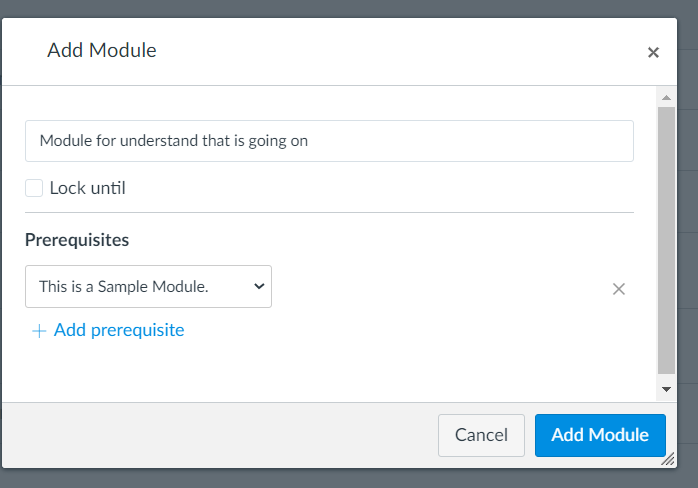 Add Module
×
Module for understand that is going on
Lock until
Prerequisites
This is a Sample Module.
+ Add prerequisite
Cancel
Add Module